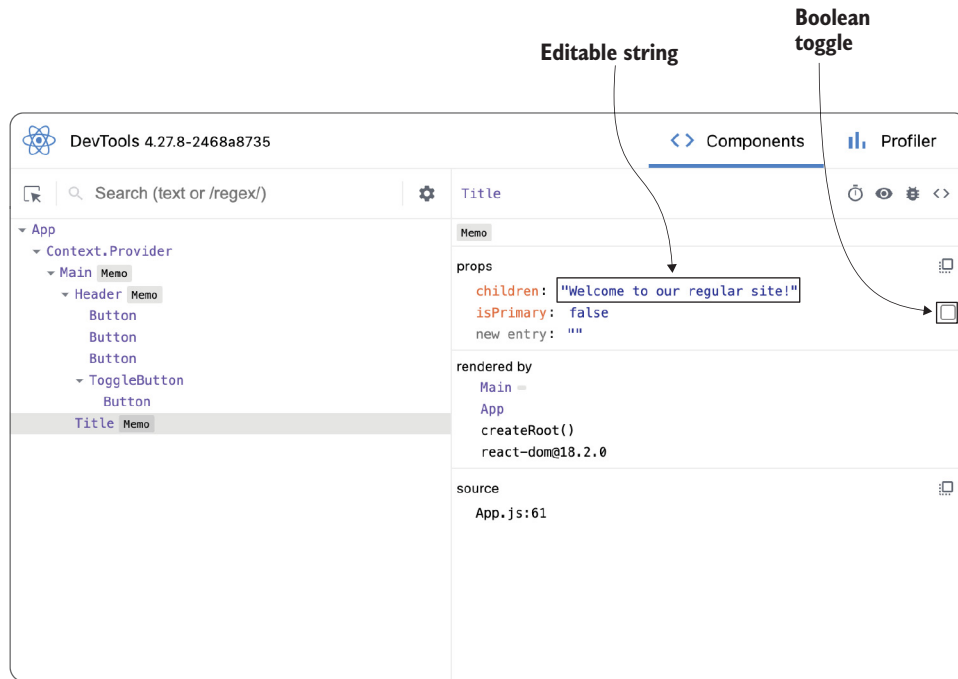 Boolean
toggle
Editable string
DevTools 4.27.8-2468a8735
<> Components
Profiler
Search (text or /regex/)
Title
<>
App
Context.Provider
Main Memo
Header Memo
Button
Button
Button
ToggleButton
Button
Title Memo
Memo
props
children: "Welcome to our regular site!"
isPrimary: false
new entry: ""
rendered by
Main
App
createRoot()
react-dom@18.2.0
source
App.js:61